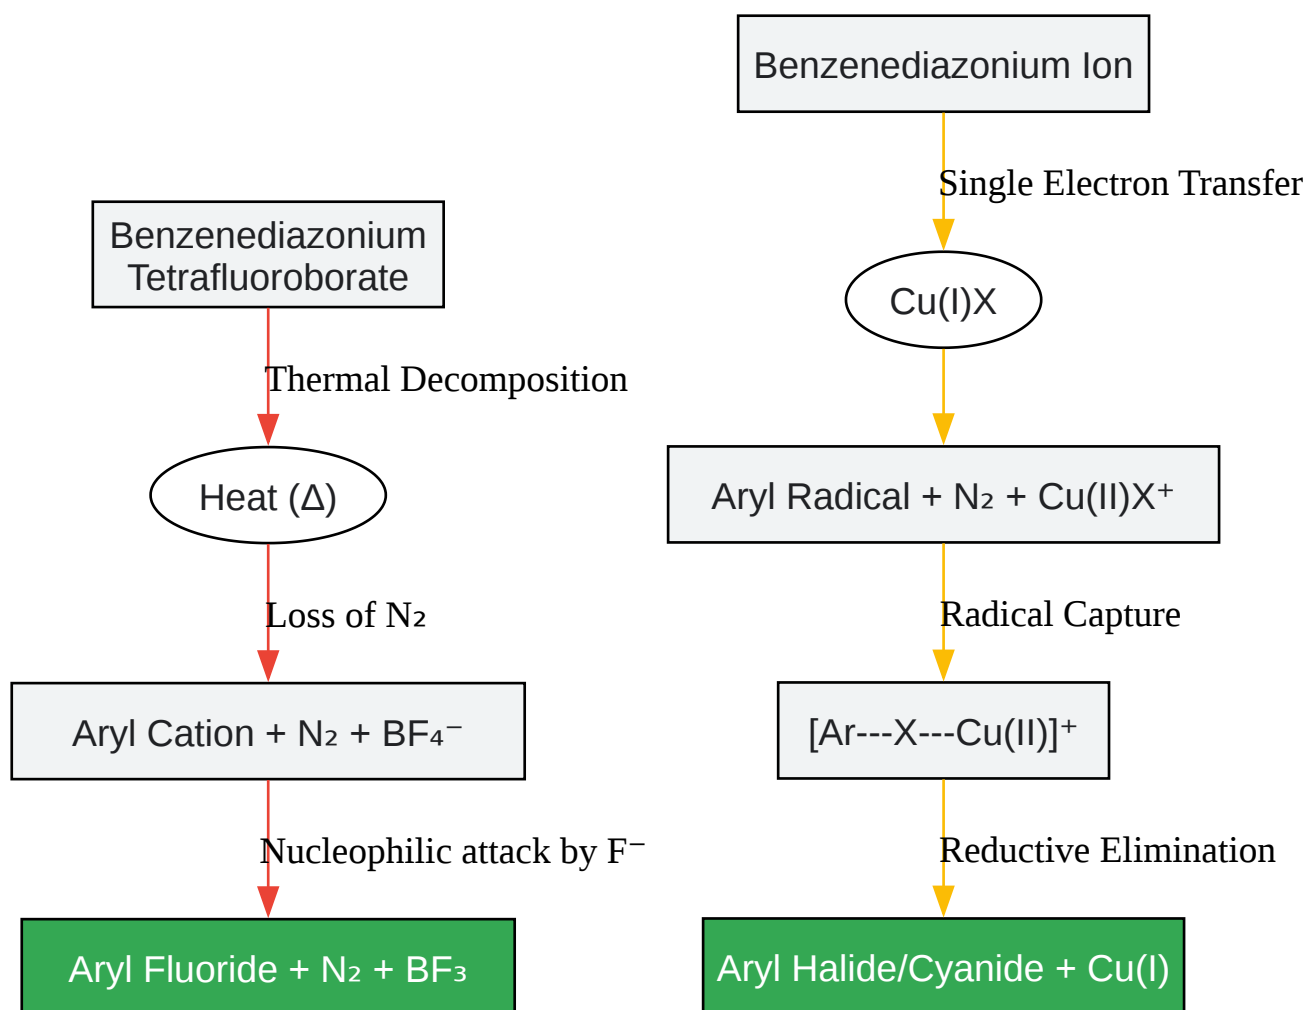 Benzenediazonium
Tetrafluoroborate
Thermal Decomposition
Heat (Δ)
Loss of N₂
Aryl Cation + N₂ + BF₄⁻
Nucleophilic attack by F⁻
Aryl Fluoride + N₂ + BF₃
Benzenediazonium Ion
Single Electron Transfer
Cu(I)X
Aryl Radical + N₂ + Cu(II)X⁺
Radical Capture
[Ar---X---Cu(II)]⁺
Reductive Elimination
Aryl Halide/Cyanide + Cu(I)